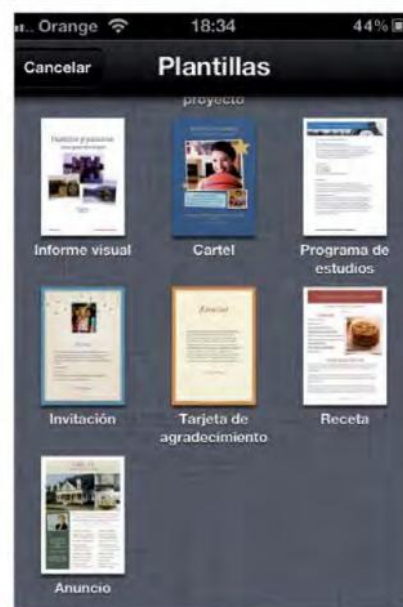 Orange 18:34 44%
Cancelar Plantillas
proyecto
Informe visual Cartel Programa de
estudios
Invitación Tarjeta de Receta
agradecimiento
Anuncio